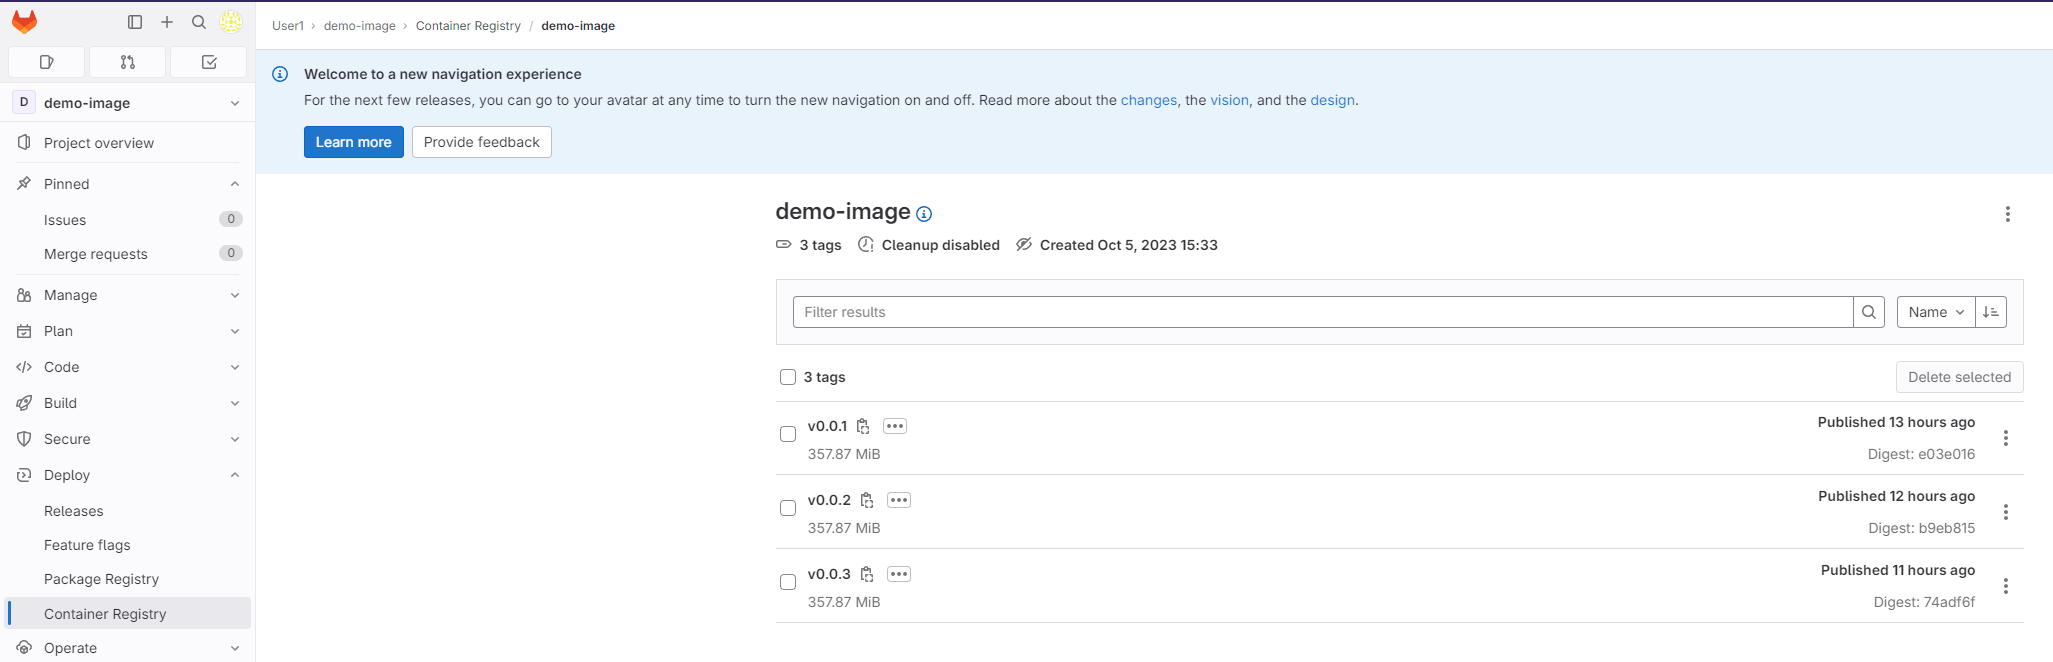 User1 › demo-image › Container Registry / demo-image
D demo-image
Project overview
Pinned
Issues 0
Merge requests 0
Manage
Plan
Code
Build
Secure
Deploy
Releases
Feature flags
Package Registry
Container Registry
Operate
Welcome to a new navigation experience
For the next few releases, you can go to your avatar at any time to turn the new navigation on and off. Read more about the changes, the vision, and the design.
Learn more Provide feedback
demo-image
3 tags Cleanup disabled Created Oct 5, 2023 15:33
Filter results Name
3 tags Delete selected
v0.0.1 Published 13 hours ago
357.87 MiB Digest: e03e016
v0.0.2 Published 12 hours ago
357.87 MiB Digest: b9eb815
v0.0.3 Published 11 hours ago
357.87 MiB Digest: 74adf6f